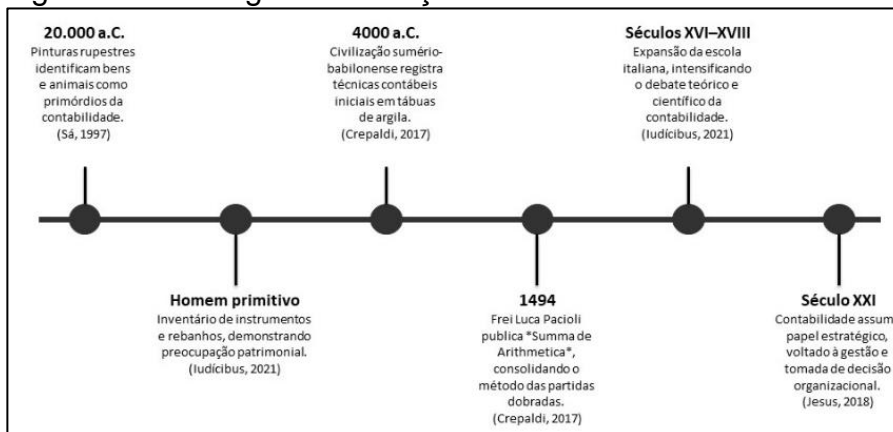 20.000 a.C.
Pinturas rupestres
identificam bens
e animais como
primórdios da
contabilidade.
(Sá, 1997)
Homem primitivo
Inventário de instrumentos
e rebanhos, demonstrando
preocupação patrimonial.
(Iudícibus, 2021)
4000 a.C.
Civilização sumério-
babilonense registra
técnicas contábeis
iniciais em tábuas
de argila.
(Crepaldi, 2017)
1494
Frei Luca Pacioli
publica *Summa de
Arithmetica*,
consolidando o
método das partidas
dobradas.
(Crepaldi, 2017)
Séculos XVI–XVIII
Expansão da escola
italiana, intensificando
o debate teórico e
científico da
contabilidade.
(Iudícibus, 2021)
Século XXI
Contabilidade assum
papel estratégico,
voltado à gestão e
tomada de decisão
organizacional.
(Jesus, 2018)